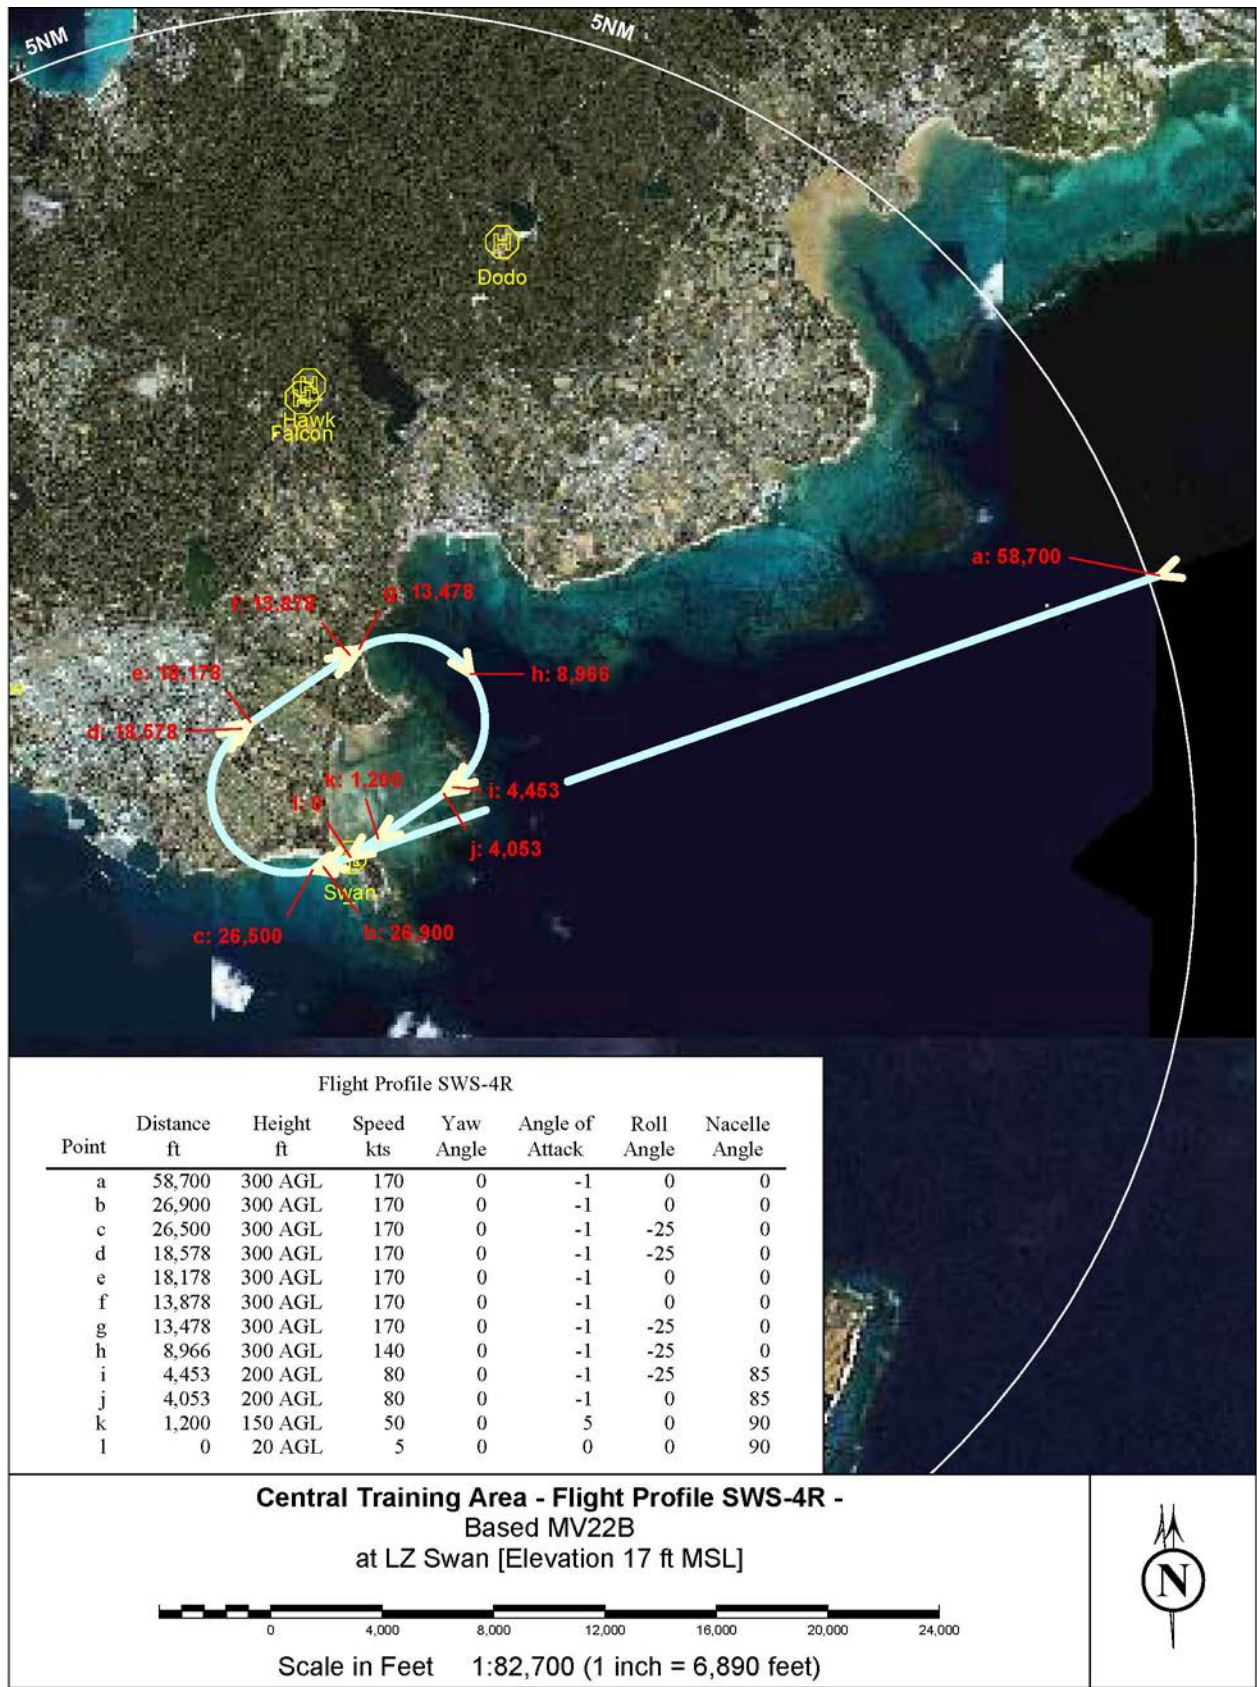 5NM
5NM
Dodo
Hawk
Falcon
a: 58,700
g: 13,478
f: 13,878
e: 18,178
h: 8,966
d: 18,578
k: 1,200
i: 4,453
l: 0
j: 4,053
Swan
c: 26,500
b: 26,900
Flight Profile SWS-4R
Point Distance ft Height ft Speed kts Yaw Angle Angle of Attack Roll Angle Nacelle Angle
a 58,700 300 AGL 170 0 -1 0 0
b 26,900 300 AGL 170 0 -1 0 0
c 26,500 300 AGL 170 0 -1 -25 0
d 18,578 300 AGL 170 0 -1 -25 0
e 18,178 300 AGL 170 0 -1 0 0
f 13,878 300 AGL 170 0 -1 0 0
g 13,478 300 AGL 170 0 -1 -25 0
h 8,966 300 AGL 140 0 -1 -25 0
i 4,453 200 AGL 80 0 -1 -25 85
j 4,053 200 AGL 80 0 -1 0 85
k 1,200 150 AGL 50 0 5 0 90
l 0 20 AGL 5 0 0 0 90
Central Training Area - Flight Profile SWS-4R -
Based MV22B
at LZ Swan [Elevation 17 ft MSL]
0 4,000 8,000 12,000 16,000 20,000 24,000
Scale in Feet 1:82,700 (1 inch = 6,890 feet)
N